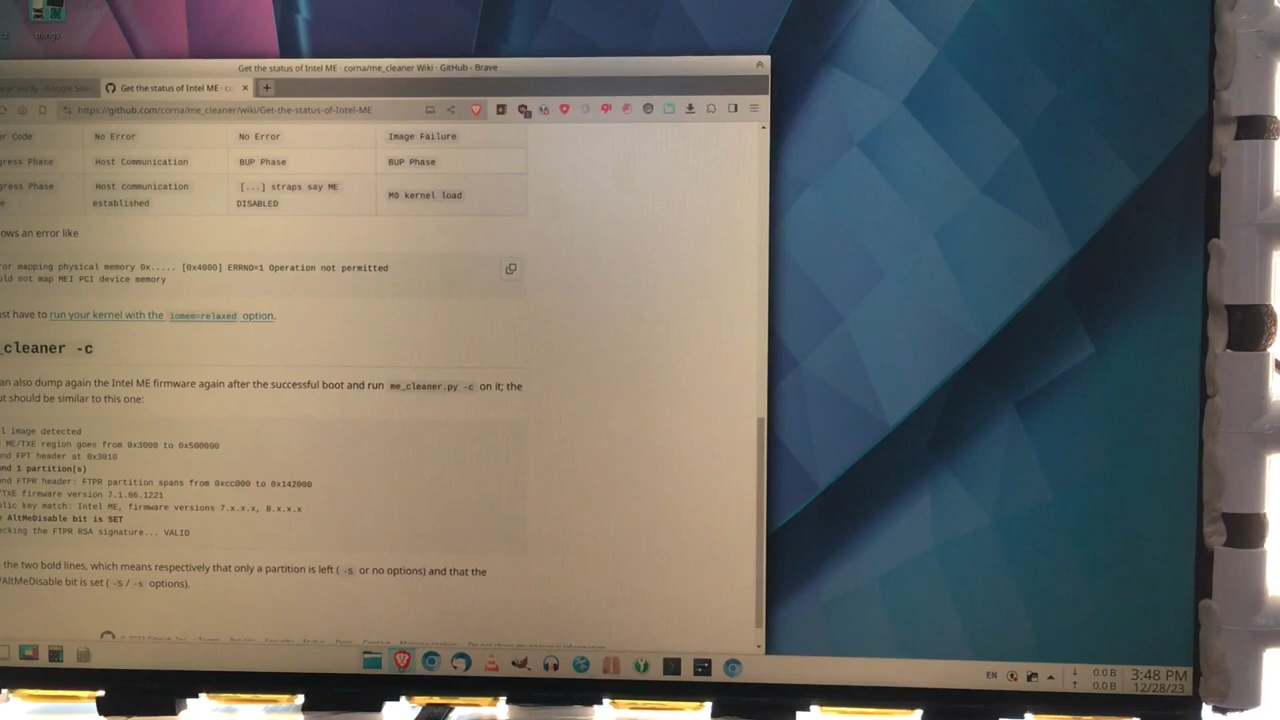 things
Get the status of Intel ME · corna/me_cleaner Wiki · GitHub - Brave
Get the status of Intel ME · co
https://github.com/corna/me_cleaner/wiki/Get-the-status-of-Intel-ME
r Code No Error No Error Image Failure
gress Phase Host Communication BUP Phase BUP Phase
gress Phase Host communication established [...] straps say ME DISABLED M0 kernel load
ows an error like
or mapping physical memory 0x..... [0x4000] ERRNO=1 Operation not permitted
ld not map MEI PCI device memory
st have to run your kernel with the iomem=relaxed option.
_cleaner -c
an also dump again the Intel ME firmware again after the successful boot and run me_cleaner.py -c on it; the
ut should be similar to this one:
l image detected
ME/TXE region goes from 0x3000 to 0x500000
nd FPT header at 0x3010
nd 1 partition(s)
nd FTPR header: FTPR partition spans from 0xcc000 to 0x142000
/TXE firmware version 7.1.86.1221
lic key match: Intel ME, firmware versions 7.x.x.x, 8.x.x.x
AltMeDisable bit is SET
cking the FTPR RSA signature... VALID
the two bold lines, which means respectively that only a partition is left ( -S or no options) and that the
/AltMeDisable bit is set ( -S / -s options).
EN
0.0 B
0.0 B
3:48 PM
12/28/23